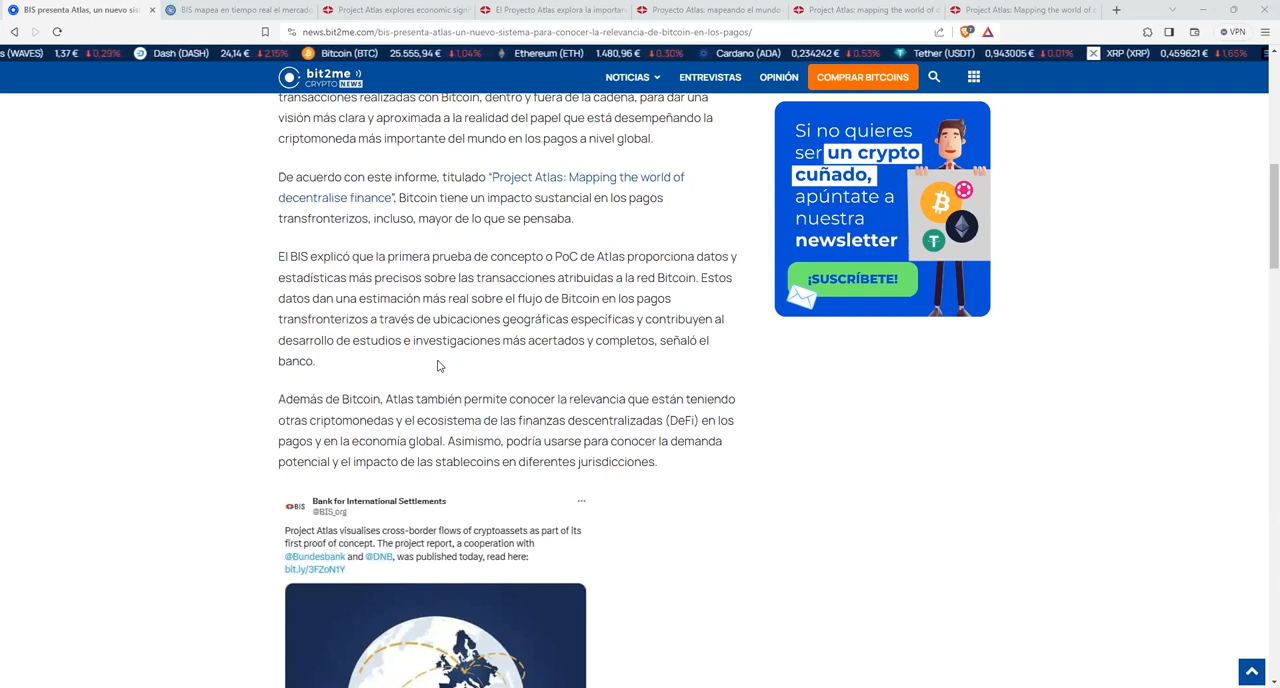 BIS presenta Atlas, un nuevo sis
BIS mapea en tiempo real el mercado
Project Atlas explores economic sign
El Proyecto Atlas explora la importan
Proyecto Atlas: mapeando el mundo
Project Atlas: mapping the world of d
Project Atlas: Mapping the world of d
news.bit2me.com/bis-presenta-atlas-un-nuevo-sistema-para-conocer-la-relevancia-de-bitcoin-en-los-pagos/
VPN
s (WAVES) 1,37 € 0.29% Dash (DASH) 24,14 € 2.15% Bitcoin (BTC) 25.555,94 € 1.04% Ethereum (ETH) 1.480,96 € 0.30% Cardano (ADA) 0,234242 € 0.53% Tether (USDT) 0,943005 € 0.01% XRP (XRP) 0,459621 € 1.65%
bit2me
CRYPTO NEWS
NOTICIAS ENTREVISTAS OPINIÓN COMPRAR BITCOINS
transacciones realizadas con Bitcoin, dentro y fuera de la cadena, para dar una
visión más clara y aproximada a la realidad del papel que está desempeñando la
criptomoneda más importante del mundo en los pagos a nivel global.
De acuerdo con este informe, titulado “Project Atlas: Mapping the world of
decentralise finance”, Bitcoin tiene un impacto sustancial en los pagos
transfronterizos, incluso, mayor de lo que se pensaba.
El BIS explicó que la primera prueba de concepto o PoC de Atlas proporciona datos y
estadísticas más precisos sobre las transacciones atribuidas a la red Bitcoin. Estos
datos dan una estimación más real sobre el flujo de Bitcoin en los pagos
transfronterizos a través de ubicaciones geográficas específicas y contribuyen al
desarrollo de estudios e investigaciones más acertados y completos, señaló el
banco.
Además de Bitcoin, Atlas también permite conocer la relevancia que están teniendo
otras criptomonedas y el ecosistema de las finanzas descentralizadas (DeFi) en los
pagos y en la economía global. Asimismo, podría usarse para conocer la demanda
potencial y el impacto de las stablecoins en diferentes jurisdicciones.
BIS
Bank for International Settlements
@BIS_org
Project Atlas visualises cross-border flows of cryptoassets as part of its
first proof of concept. The project report, a cooperation with
@Bundesbank and @DNB, was published today, read here:
bit.ly/3FZoN1Y
Si no quieres
ser un crypto
cuñado,
apúntate a
nuestra
newsletter
¡SUSCRÍBETE!